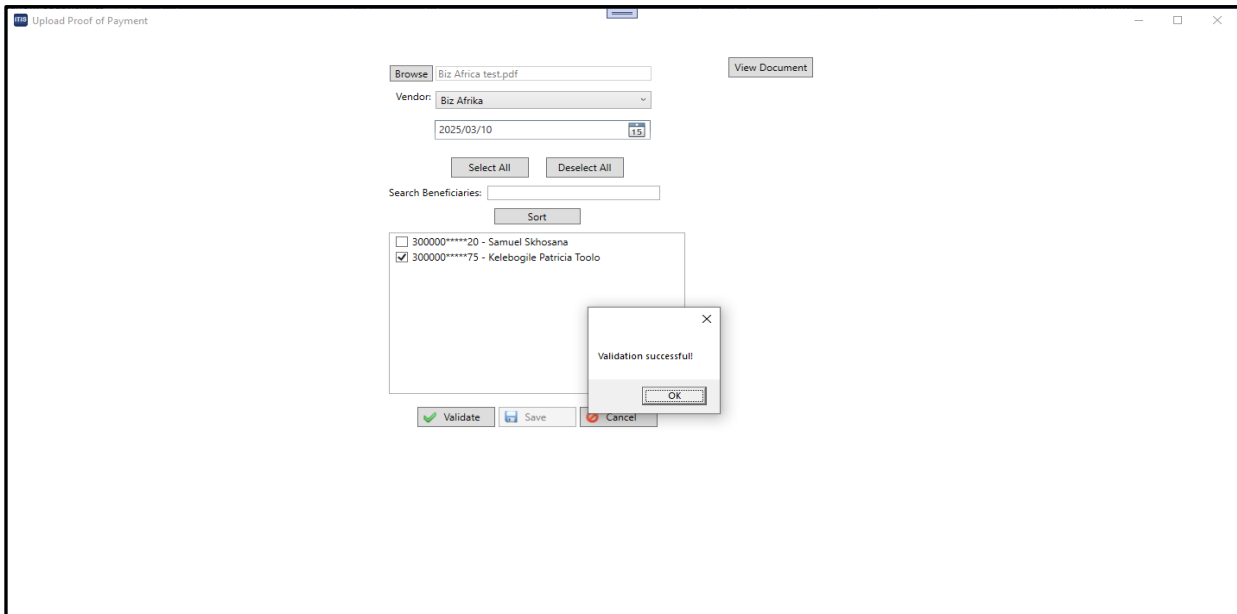 ITIS Upload Proof of Payment
Browse Biz Africa test.pdf
View Document
Vendor: Biz Afrika
2025/03/10 15
Select All Deselect All
Search Beneficiaries:
Sort
300000*****20 - Samuel Skhosana
300000*****75 - Kelebogile Patricia Toolo
Validation successful!
OK
Validate Save Cancel